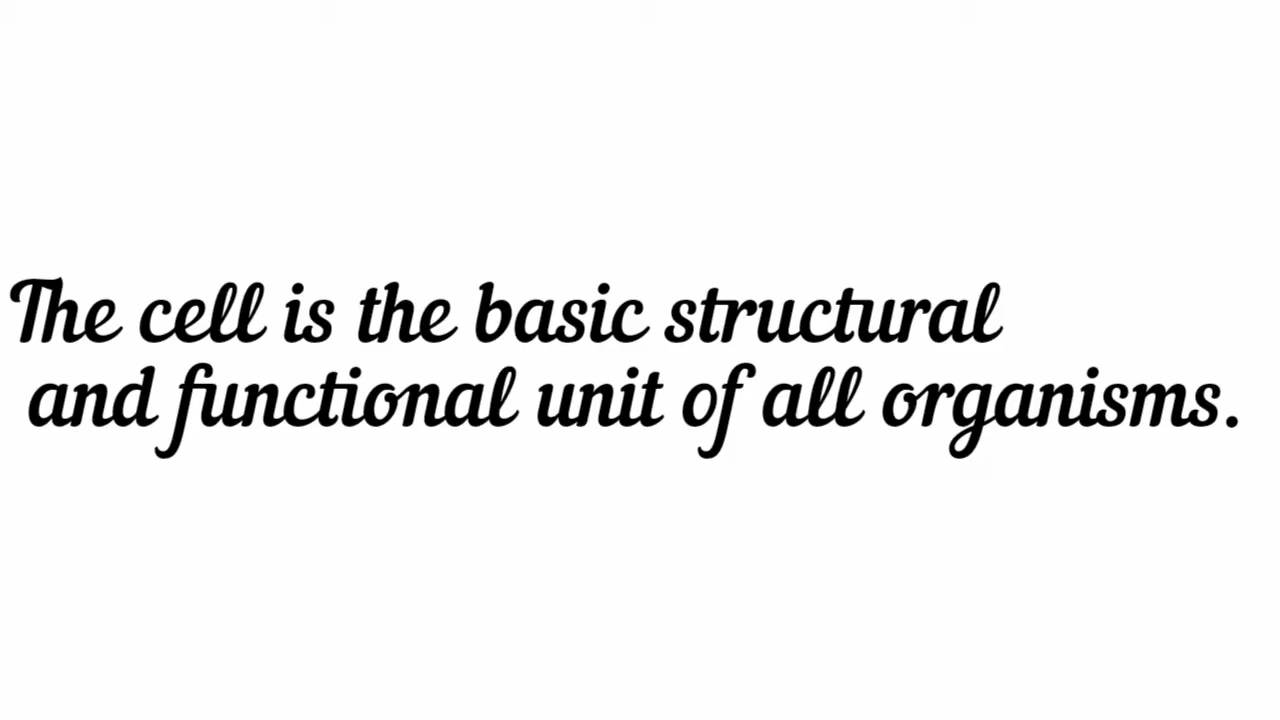 The cell is the basic structural
and functional unit of all organisms.